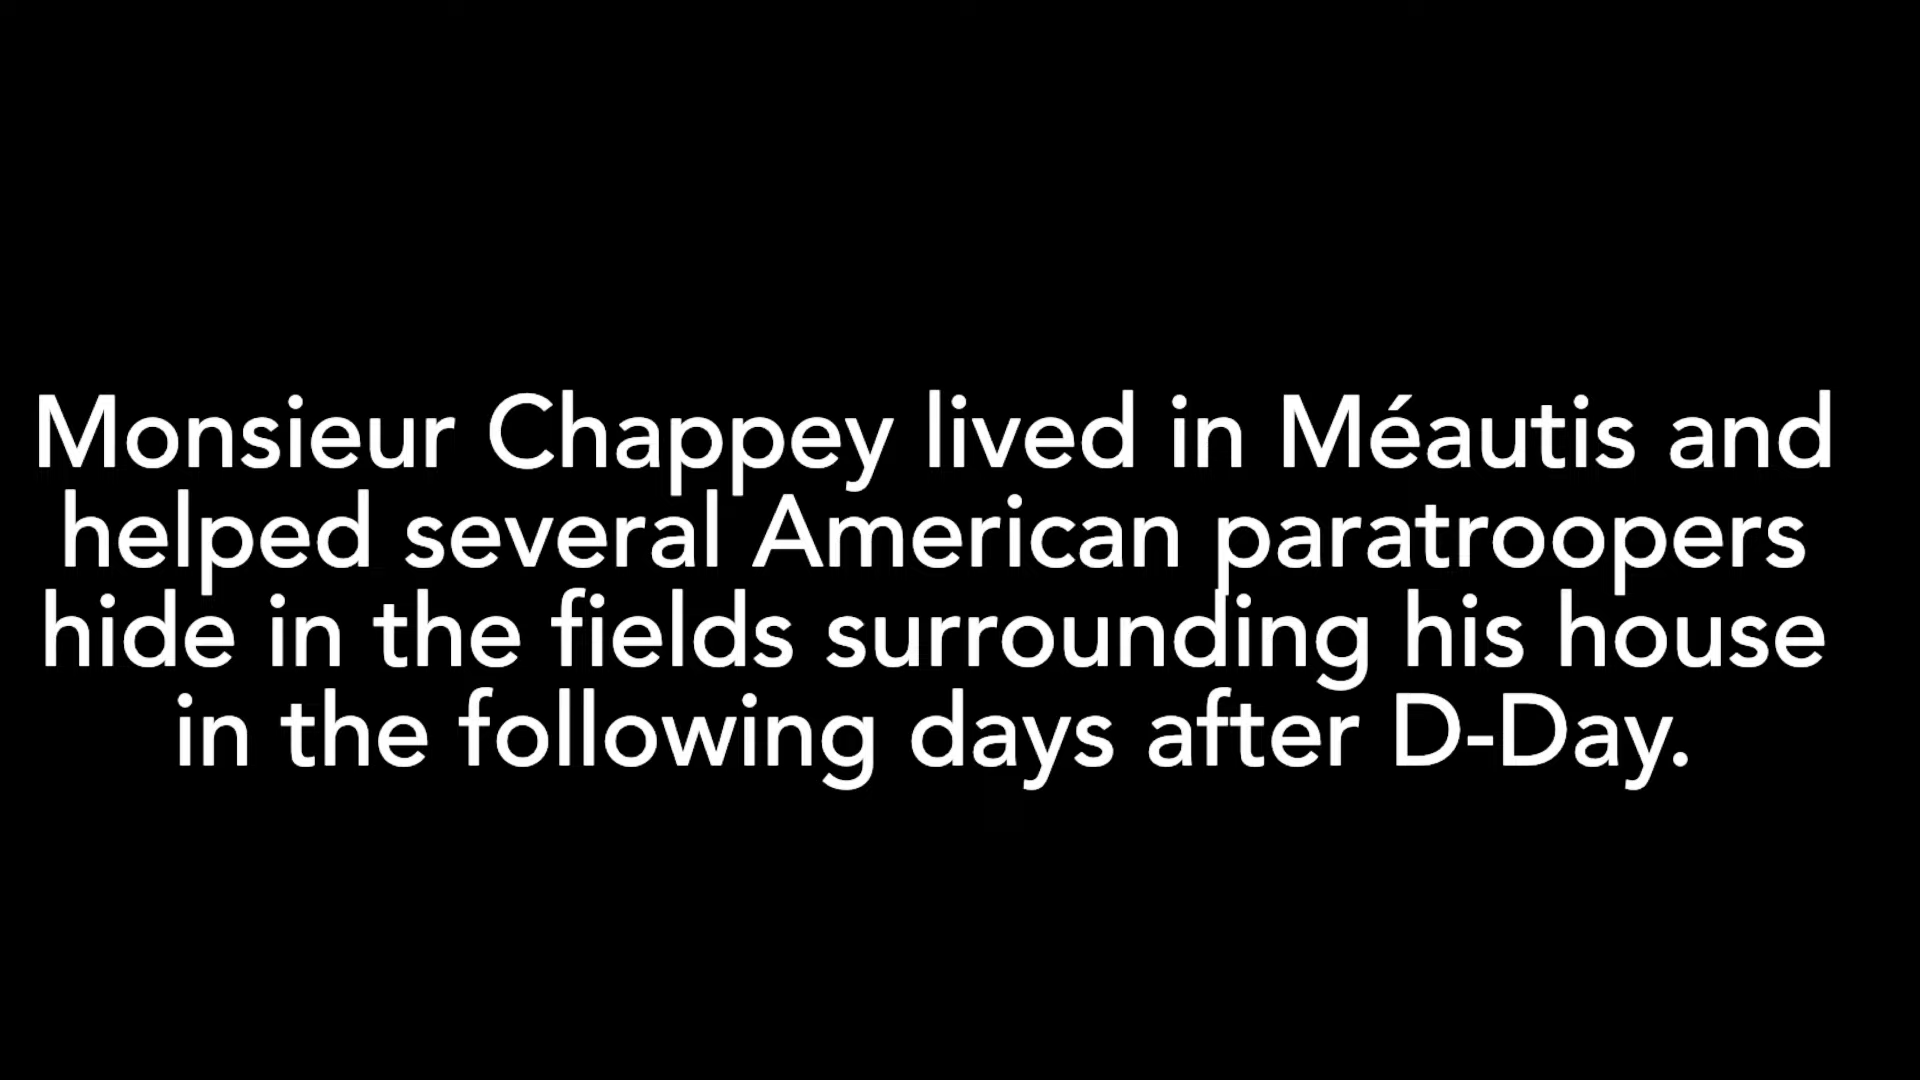 Monsieur Chappey lived in Méautis and
helped several American paratroopers
hide in the fields surrounding his house
in the following days after D-Day.